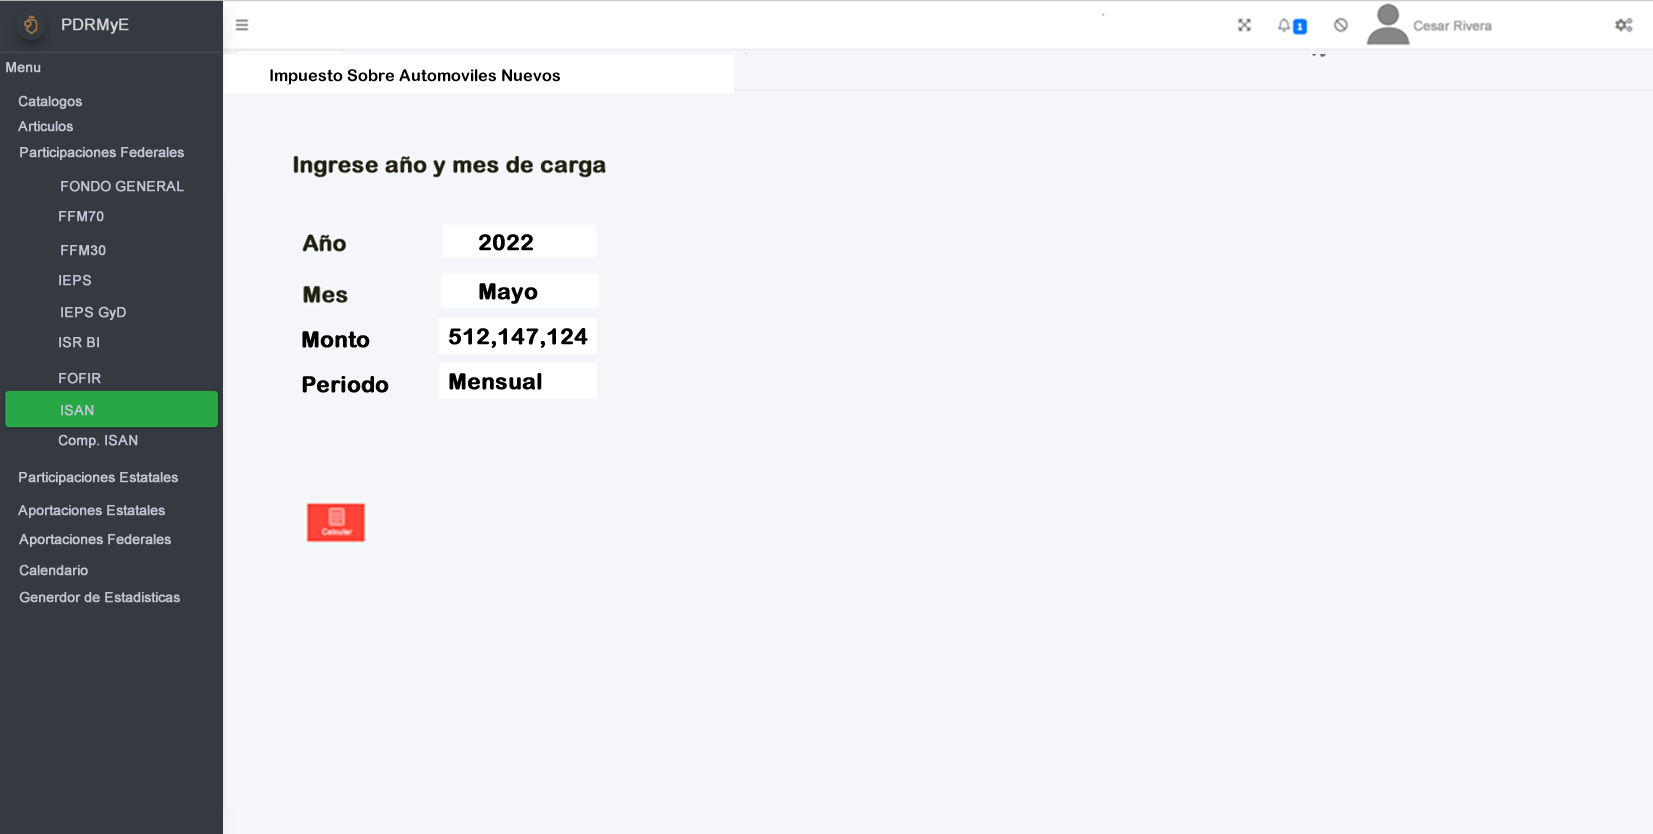 PDRMyE
1
Cesar Rivera
Menu
Impuesto Sobre Automoviles Nuevos
Catalogos
Articulos
Participaciones Federales
FONDO GENERAL
FFM70
FFM30
IEPS
IEPS GyD
ISR BI
FOFIR
ISAN
Comp. ISAN
Participaciones Estatales
Aportaciones Estatales
Aportaciones Federales
Calendario
Generdor de Estadisticas
Ingrese año y mes de carga
Año 2022
Mes Mayo
Monto 512,147,124
Periodo Mensual
Calcular